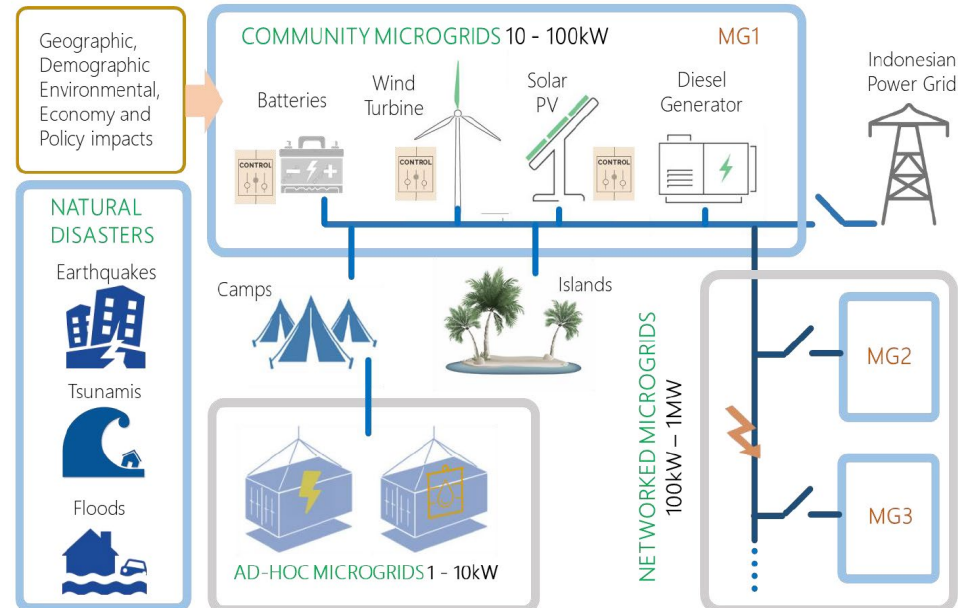 Geographic,
Demographic
Environmental,
Economy and
Policy impacts
COMMUNITY MICROGRIDS 10 - 100kW
MG1
Batteries
Wind
Turbine
Solar
PV
Diesel
Generator
CONTROL
CONTROL
CONTROL
Indonesian
Power Grid
NATURAL
DISASTERS
Earthquakes
Tsunamis
Floods
Camps
Islands
AD-HOC MICROGRIDS 1 - 10kW
NETWORKED MICROGRIDS
100kW – 1MW
MG2
MG3